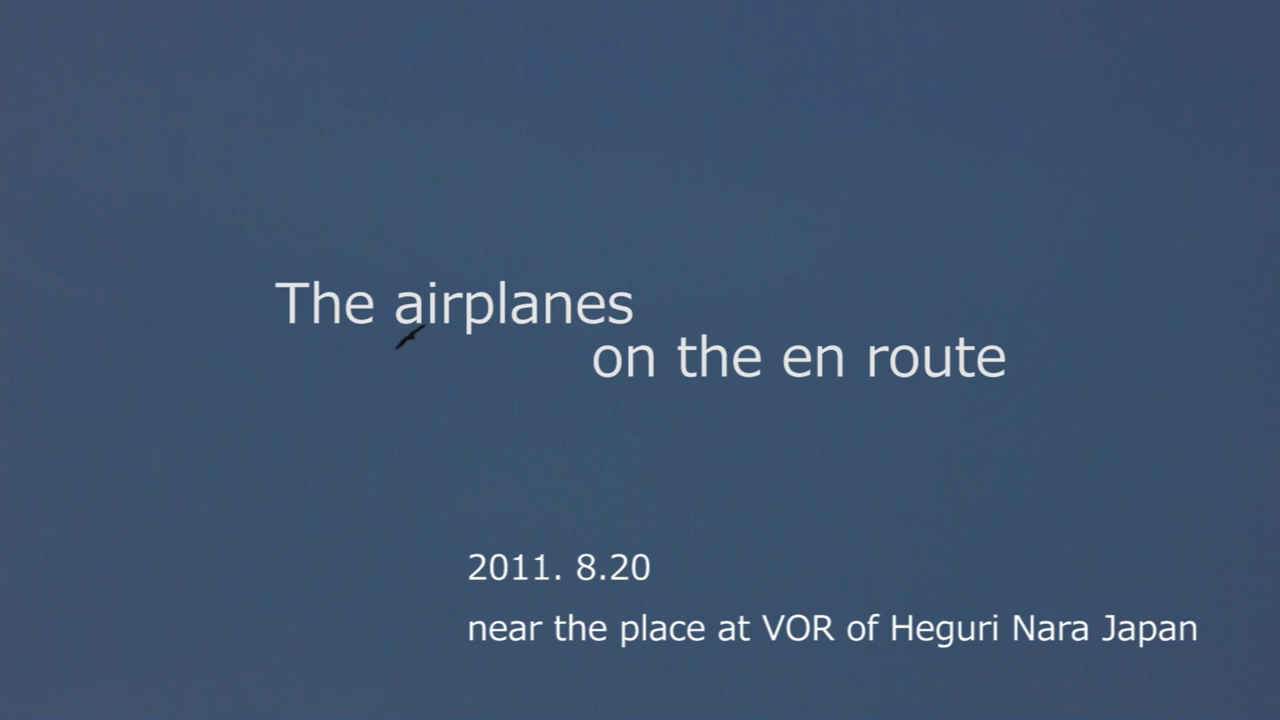 The airplanes
on the en route
2011. 8.20
near the place at VOR of Heguri Nara Japan